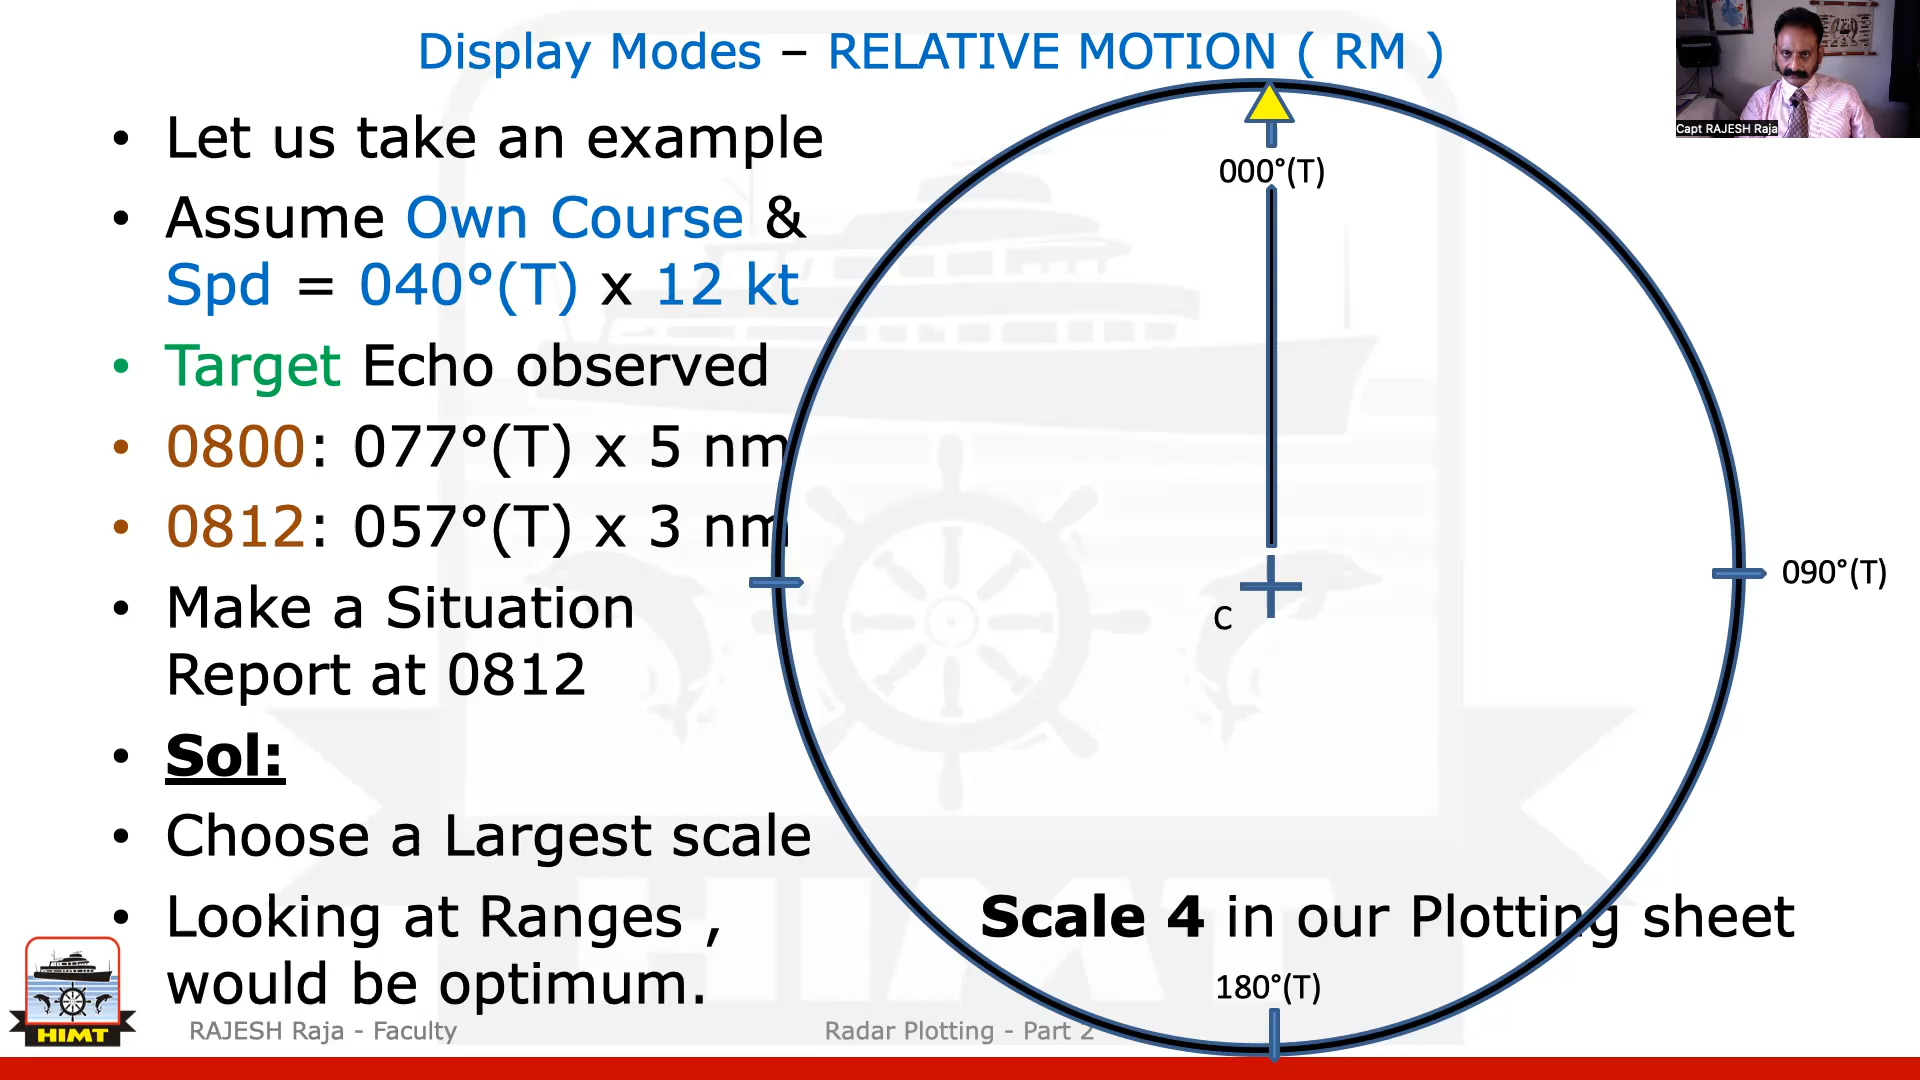 Display Modes – RELATIVE MOTION ( RM )
Capt RAJESH Raja
• Let us take an example
• Assume Own Course &
Spd = 040°(T) x 12 kt
• Target Echo observed
• 0800: 077°(T) x 5 nm
• 0812: 057°(T) x 3 nm
• Make a Situation
Report at 0812
• Sol:
• Choose a Largest scale
• Looking at Ranges ,
would be optimum.
000°(T)
090°(T)
C
Scale 4 in our Plotting sheet
180°(T)
HIMT
HIMT
RAJESH Raja - Faculty
Radar Plotting - Part 2